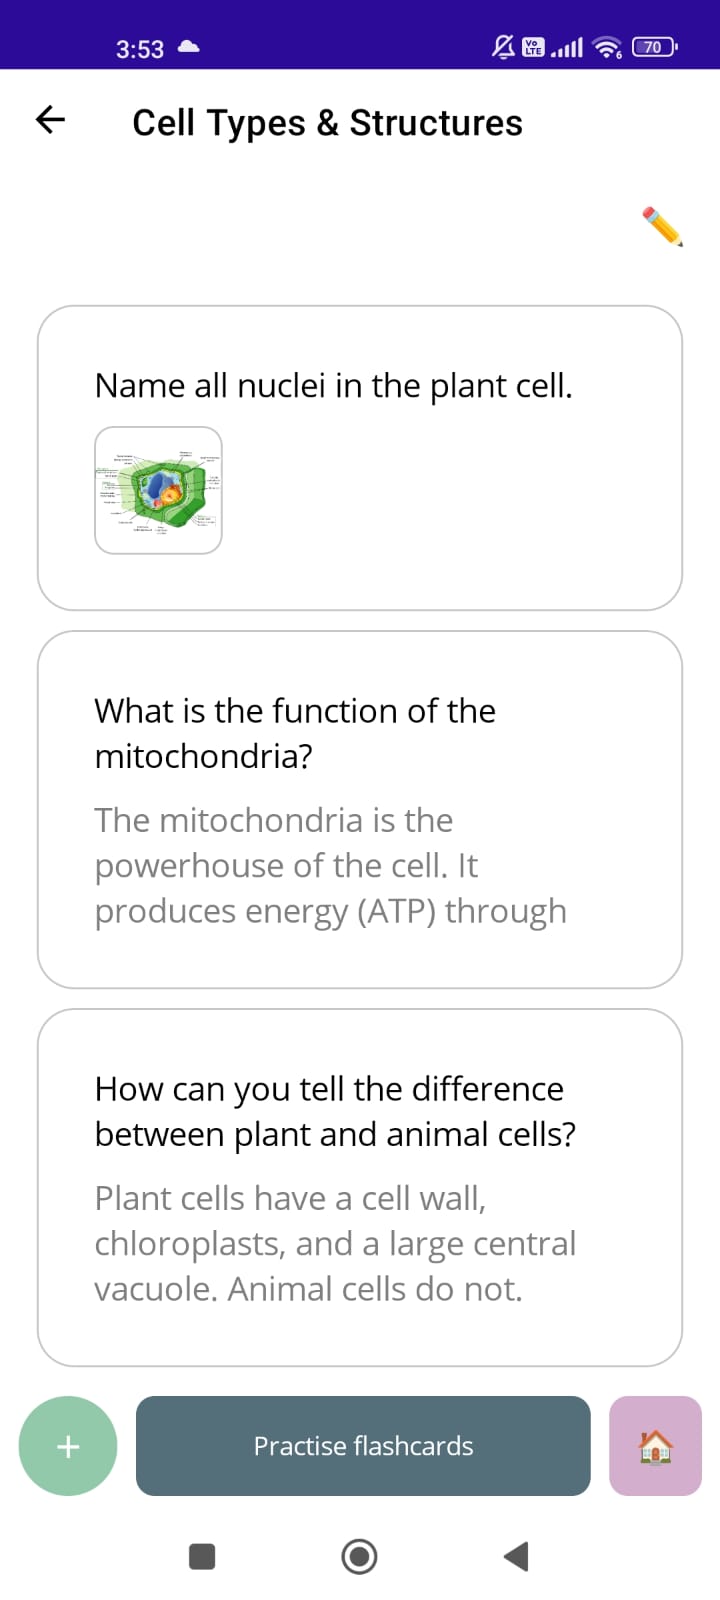 3:53
Vo
LTE
6
70
Cell Types & Structures
Name all nuclei in the plant cell.
What is the function of the
mitochondria?
The mitochondria is the
powerhouse of the cell. It
produces energy (ATP) through
How can you tell the difference
between plant and animal cells?
Plant cells have a cell wall,
chloroplasts, and a large central
vacuole. Animal cells do not.
+
Practise flashcards